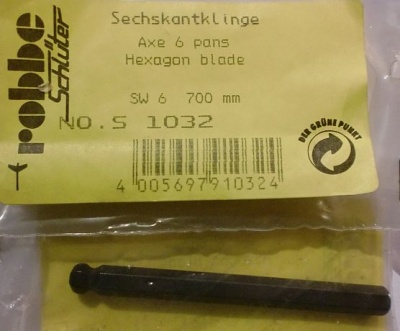 robbe
Schlüter
Sechskantklinge
Axe 6 pans
Hexagon blade
SW 6 700 mm
NO.S 1032
DER GRÜNE PUNKT
4 005697 910324